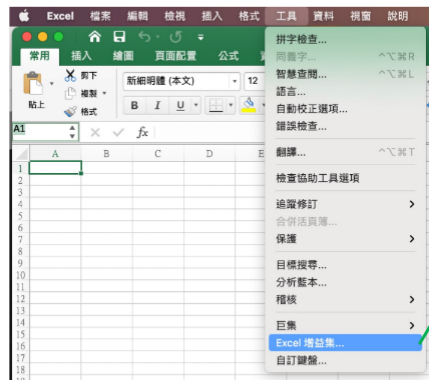 Excel 檔案 編輯 檢視 插入 格式 工具 資料 視窗 說明
常用 插入 繪圖 頁面配置 公式
貼上
剪下
複製
格式
新細明體 (本文) 12
B I U
A1 fx
A B C D E
1
2
3
4
5
6
7
8
9
10
11
12
13
14
15
16
17
18
拼字檢查...
同義字... ^⌥⌘R
智慧查閱... ^⌥⌘L
語言...
自動校正選項...
錯誤檢查...
翻譯... ^⌥⌘T
檢查協助工具選項
追蹤修訂
合併活頁簿...
保護
目標搜尋...
分析藍本...
稽核
巨集
Excel 增益集...
自訂鍵盤...